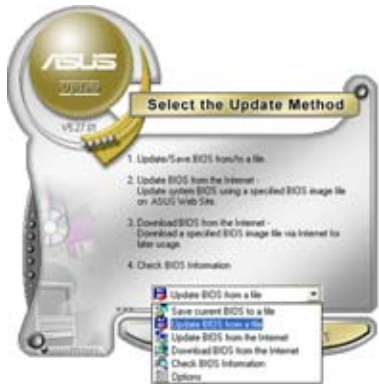 ASUS
Update
Select the Update Method
1. Update/Save BIOS from/to a file.
2. Update BIOS from the Internet -
Update system BIOS using a specified BIOS image file
on ASUS Web Site.
3. Download BIOS from the Internet -
Download a specified BIOS image file via Internet for
later usage.
4. Check BIOS Information
Update BIOS from a file
Save current BIOS to a file
Update BIOS from a file
Update BIOS from the Internet
Download BIOS from the Internet
Check BIOS Information
Options